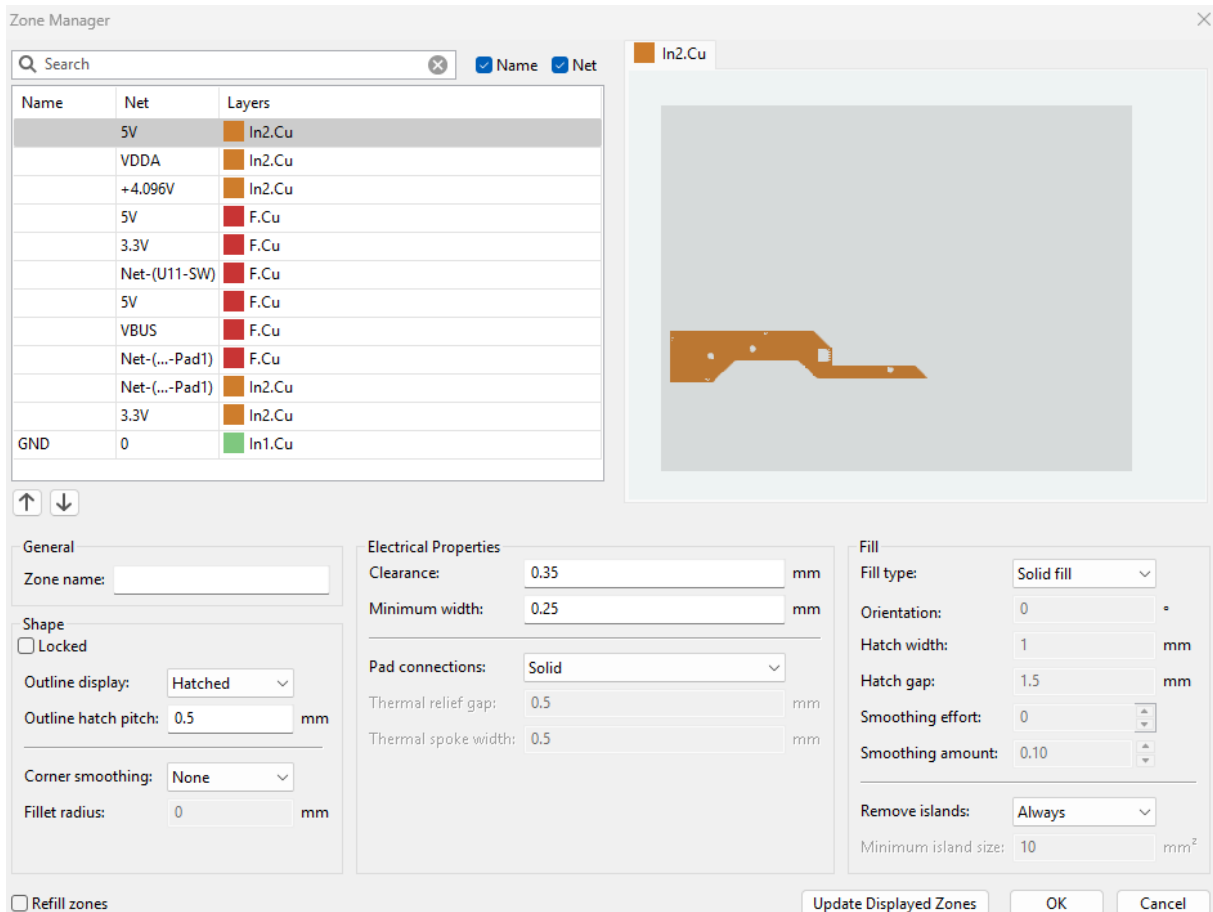 Zone Manager
Search
Name
Net
In2.Cu
Name Net Layers
5V In2.Cu
VDDA In2.Cu
+4.096V In2.Cu
5V F.Cu
3.3V F.Cu
Net-(U11-SW) F.Cu
5V F.Cu
VBUS F.Cu
Net-(...-Pad1) F.Cu
Net-(...-Pad1) In2.Cu
3.3V In2.Cu
GND 0 In1.Cu
General
Zone name:
Shape
Locked
Outline display: Hatched
Outline hatch pitch: 0.5 mm
Corner smoothing: None
Fillet radius: 0 mm
Electrical Properties
Clearance: 0.35 mm
Minimum width: 0.25 mm
Pad connections: Solid
Thermal relief gap: 0.5 mm
Thermal spoke width: 0.5 mm
Fill
Fill type: Solid fill
Orientation: 0 °
Hatch width: 1 mm
Hatch gap: 1.5 mm
Smoothing effort: 0
Smoothing amount: 0.10
Remove islands: Always
Minimum island size: 10 mm²
Refill zones
Update Displayed Zones
OK
Cancel